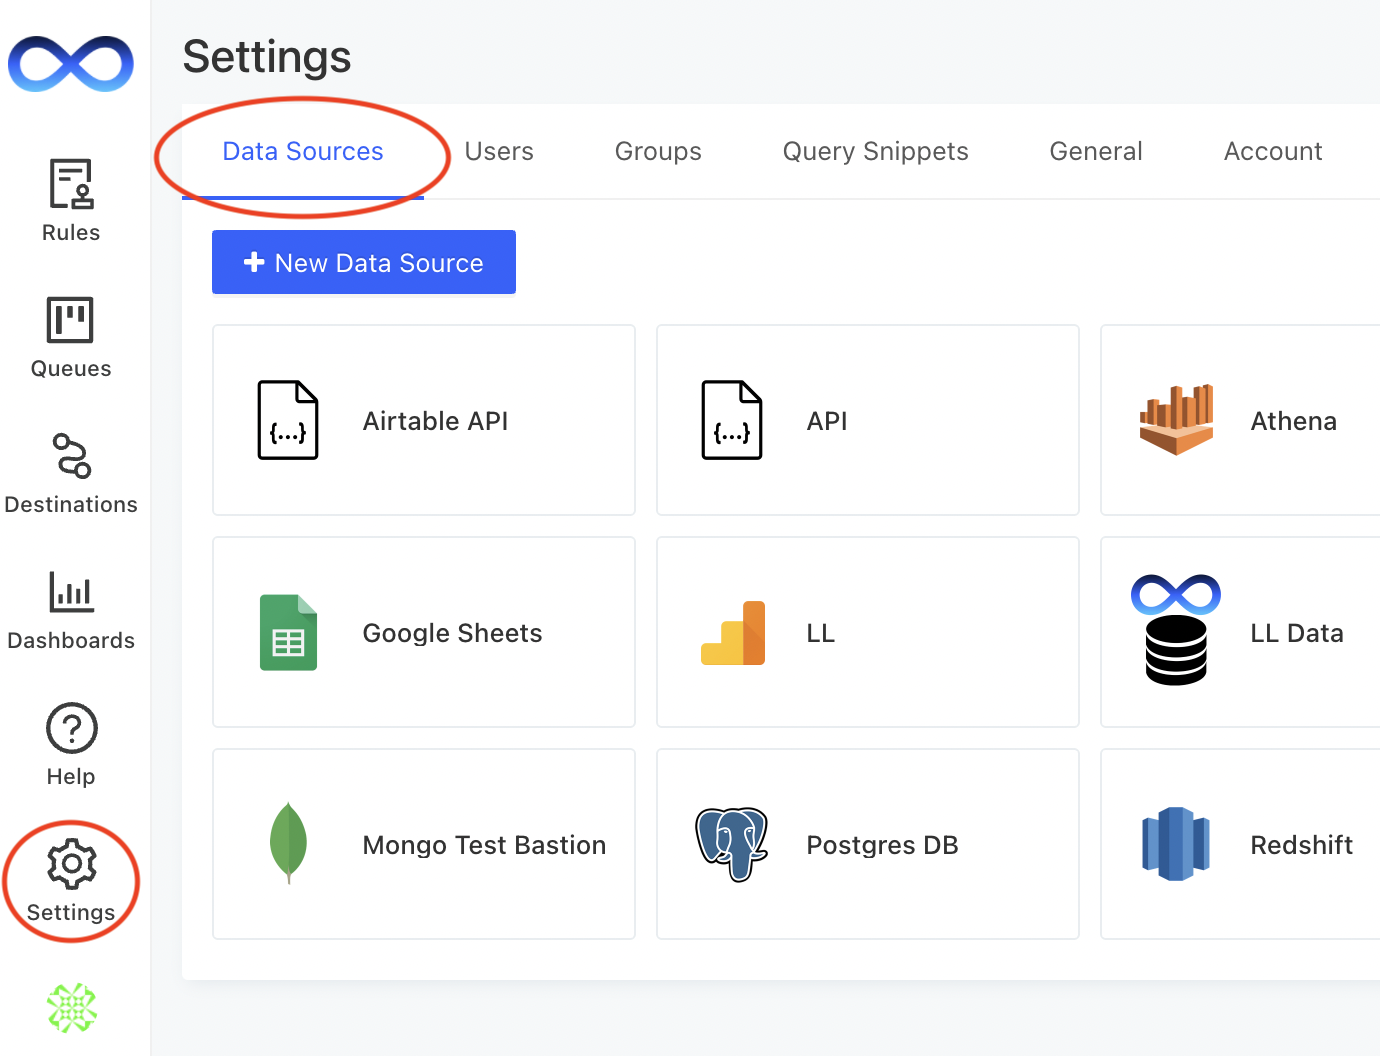 Settings
Data Sources Users Groups Query Snippets General Account
New Data Source
Rules
Queues
Destinations
Dashboards
Help
Settings
{...} Airtable API
{...} API
Athena
Google Sheets
LL
LL Data
Mongo Test Bastion
Postgres DB
Redshift